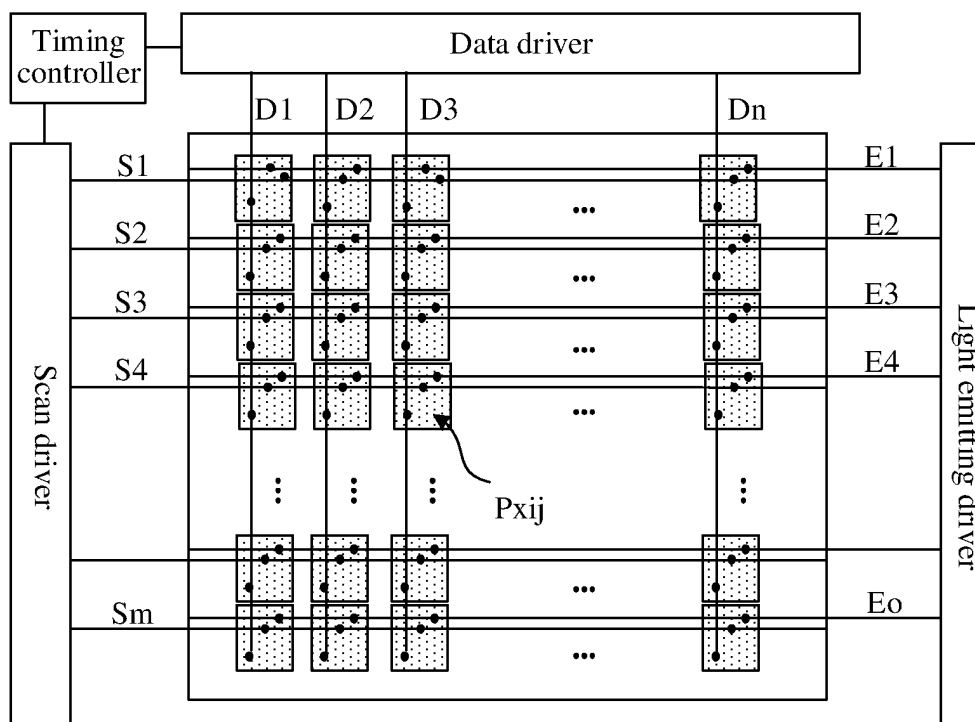 Timing
controller
Data driver
D1 D2 D3 Dn
S1 E1
S2 E2
S3 E3
S4 E4
Scan driver
Light emitting driver
...
...
...
...
Pxij
...
Sm Eo
...